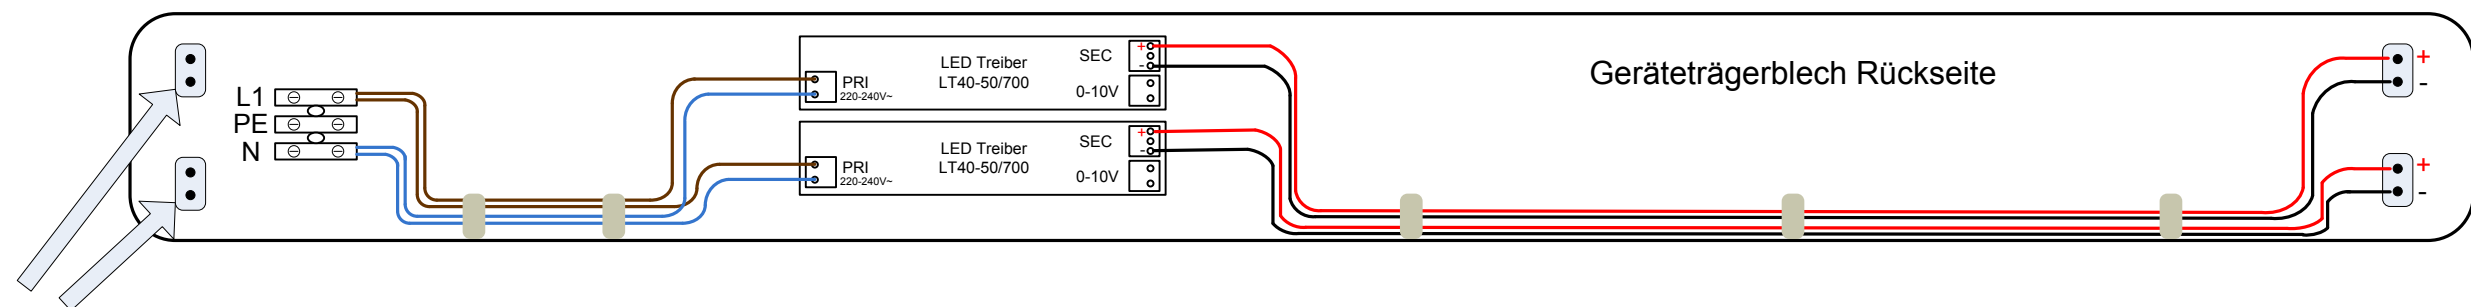 L1
PE
N
PRI
220-240V~
LED Treiber
LT40-50/700
SEC
+
-
0-10V
PRI
220-240V~
LED Treiber
LT40-50/700
SEC
+
-
0-10V
Geräteträgerblech Rückseite
+
-
+
-